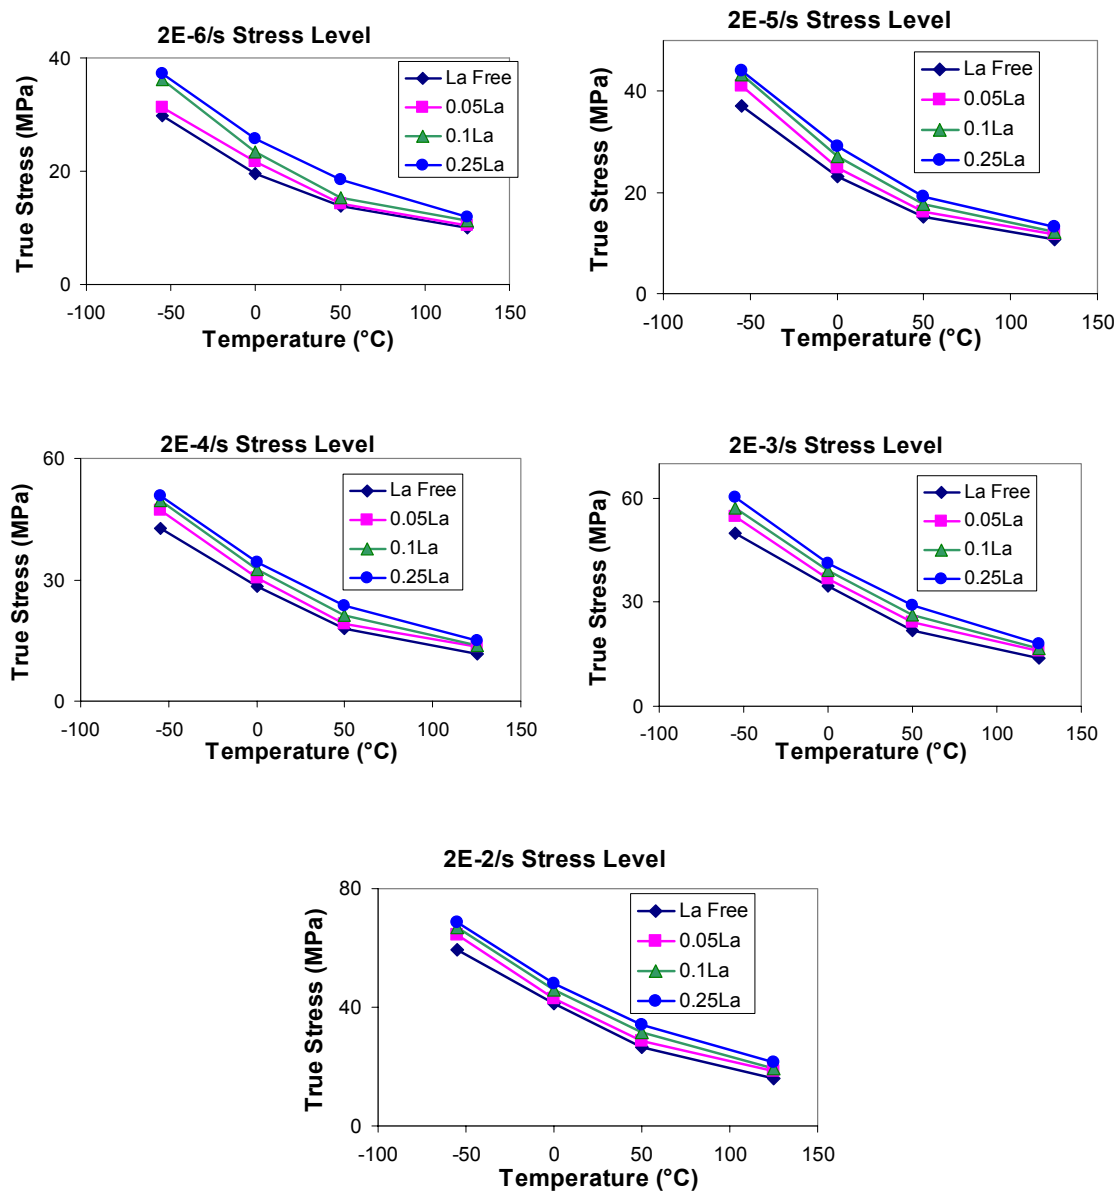 2E-6/s Stress Level
40
20
0
-100 -50 0 50 100 150
True Stress (MPa)
Temperature (°C)
La Free
0.05La
0.1La
0.25La
2E-5/s Stress Level
40
20
0
-100 -50 0 50 100 150
True Stress (MPa)
Temperature (°C)
La Free
0.05La
0.1La
0.25La
2E-4/s Stress Level
60
30
0
-100 -50 0 50 100 150
True Stress (MPa)
Temperature (°C)
La Free
0.05La
0.1La
0.25La
2E-3/s Stress Level
60
30
0
-100 -50 0 50 100 150
True Stress (MPa)
Temperature (°C)
La Free
0.05La
0.1La
0.25La
2E-2/s Stress Level
80
40
0
-100 -50 0 50 100 150
True Stress (MPa)
Temperature (°C)
La Free
0.05La
0.1La
0.25La